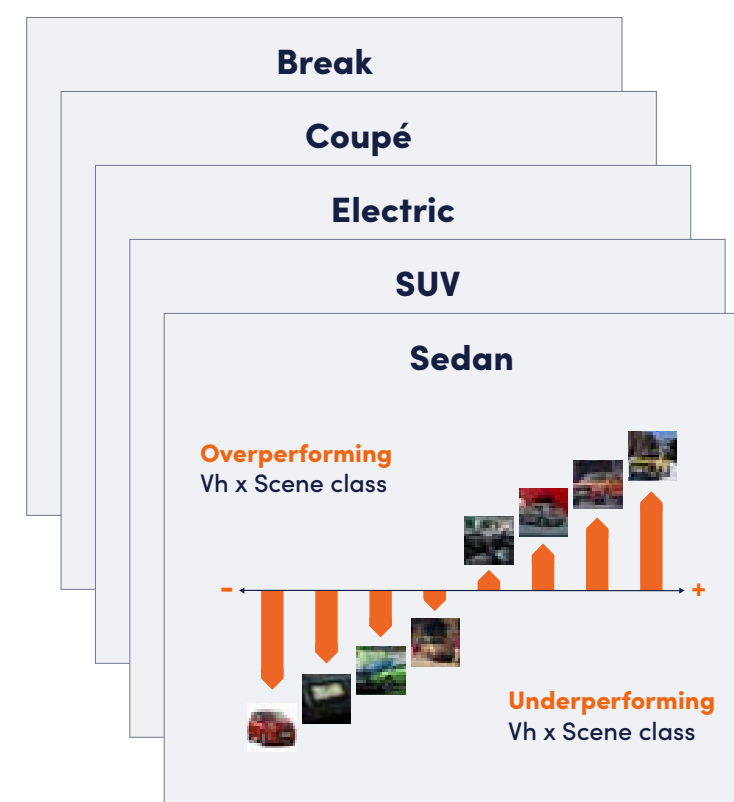 Break
Coupé
Electric
SUV
Sedan
Overperforming
Vh x Scene class
-
+
Underperforming
Vh x Scene class